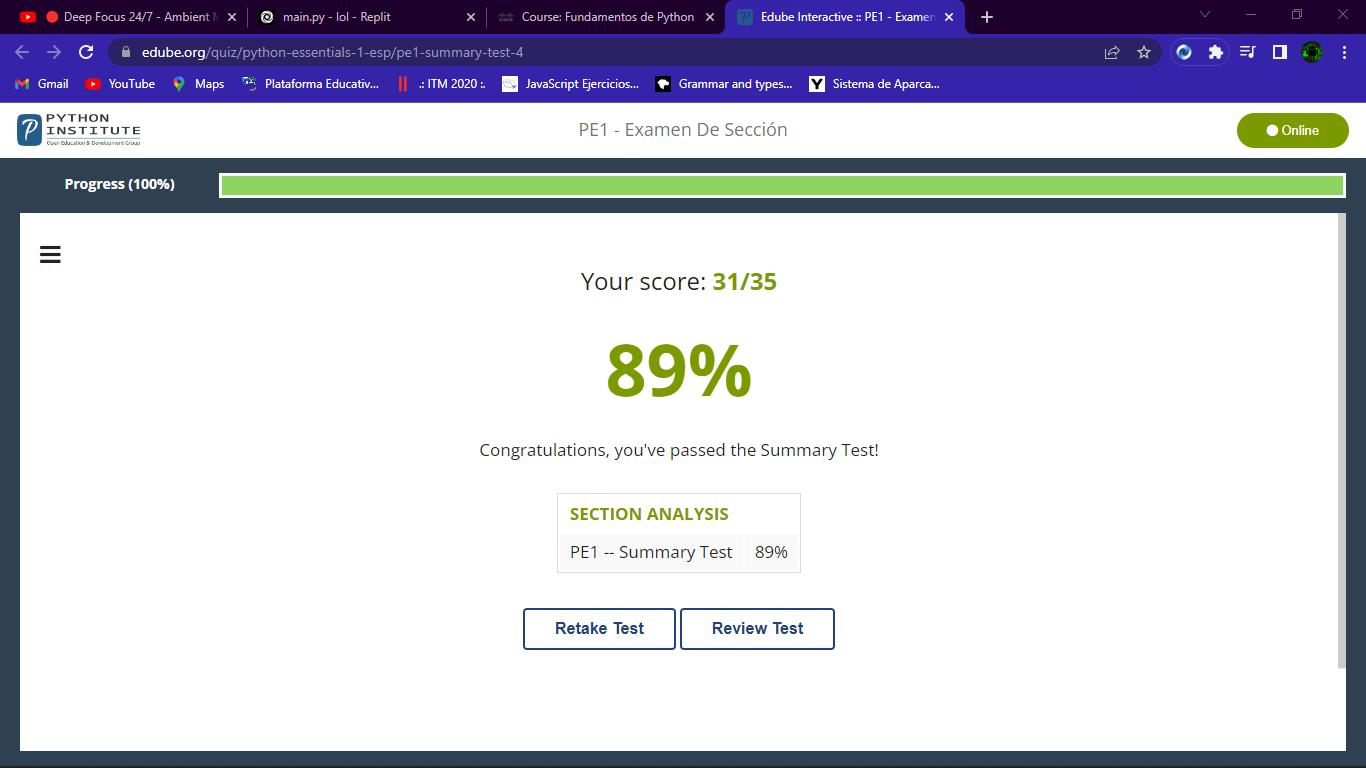 Deep Focus 24/7 - Ambient M
main.py - lol - Replit
Course: Fundamentos de Python
Edube Interactive :: PE1 - Examen
edube.org/quiz/python-essentials-1-esp/pe1-summary-test-4
Gmail
YouTube
Maps
Plataforma Educativ...
.: ITM 2020 :.
JavaScript Ejercicios...
Grammar and types...
Sistema de Aparca...
PYTHON
INSTITUTE
Open Education & Development Group
PE1 - Examen De Sección
Online
Progress (100%)
Your score: 31/35
89%
Congratulations, you've passed the Summary Test!
SECTION ANALYSIS
PE1 -- Summary Test 89%
Retake Test
Review Test